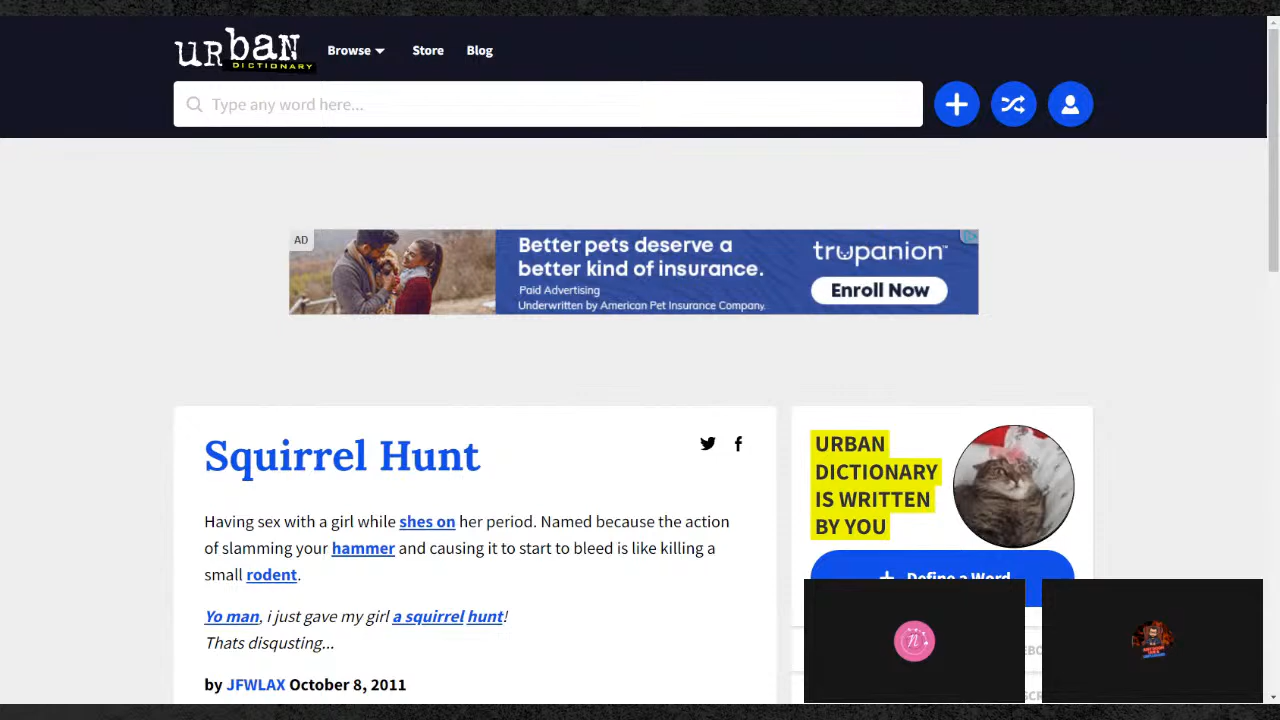 urban
DICTIONARY
Browse
Store
Blog
Type any word here...
AD
Better pets deserve a
better kind of insurance.
Paid Advertising
Underwritten by American Pet Insurance Company.
trupanion
Enroll Now
Squirrel Hunt
Having sex with a girl while shes on her period. Named because the action
of slamming your hammer and causing it to start to bleed is like killing a
small rodent.
Yo man, i just gave my girl a squirrel hunt!
Thats disqusting...
by JFWLAX October 8, 2011
URBAN
DICTIONARY
IS WRITTEN
BY YOU
Define a Word
n